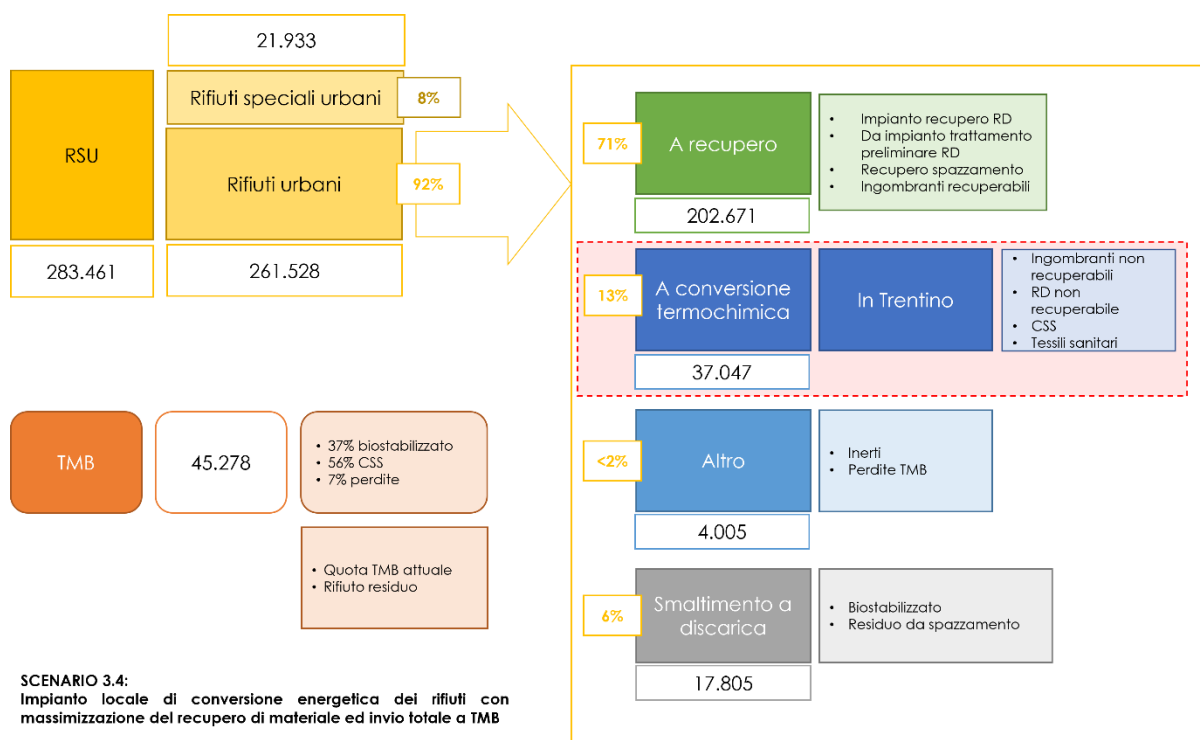 21.933
RSU
Rifiuti speciali urbani
8%
Rifiuti urbani
92%
283.461
261.528
71%
A recupero
• Impianto recupero RD
• Da impianto trattamento
preliminare RD
• Recupero spazzamento
• Ingombranti recuperabili
202.671
13%
A conversione
termochimica
In Trentino
• Ingombranti non
recuperabili
• RD non
recuperabile
• CSS
• Tessili sanitari
37.047
TMB
45.278
• 37% biostabilizzato
• 56% CSS
• 7% perdite
• Quota TMB attuale
• Rifiuto residuo
<2%
Altro
• Inerti
• Perdite TMB
4.005
6%
Smaltimento a
discarica
• Biostabilizzato
• Residuo da spazzamento
17.805
SCENARIO 3.4:
Impianto locale di conversione energetica dei rifiuti con
massimizzazione del recupero di materiale ed invio totale a TMB